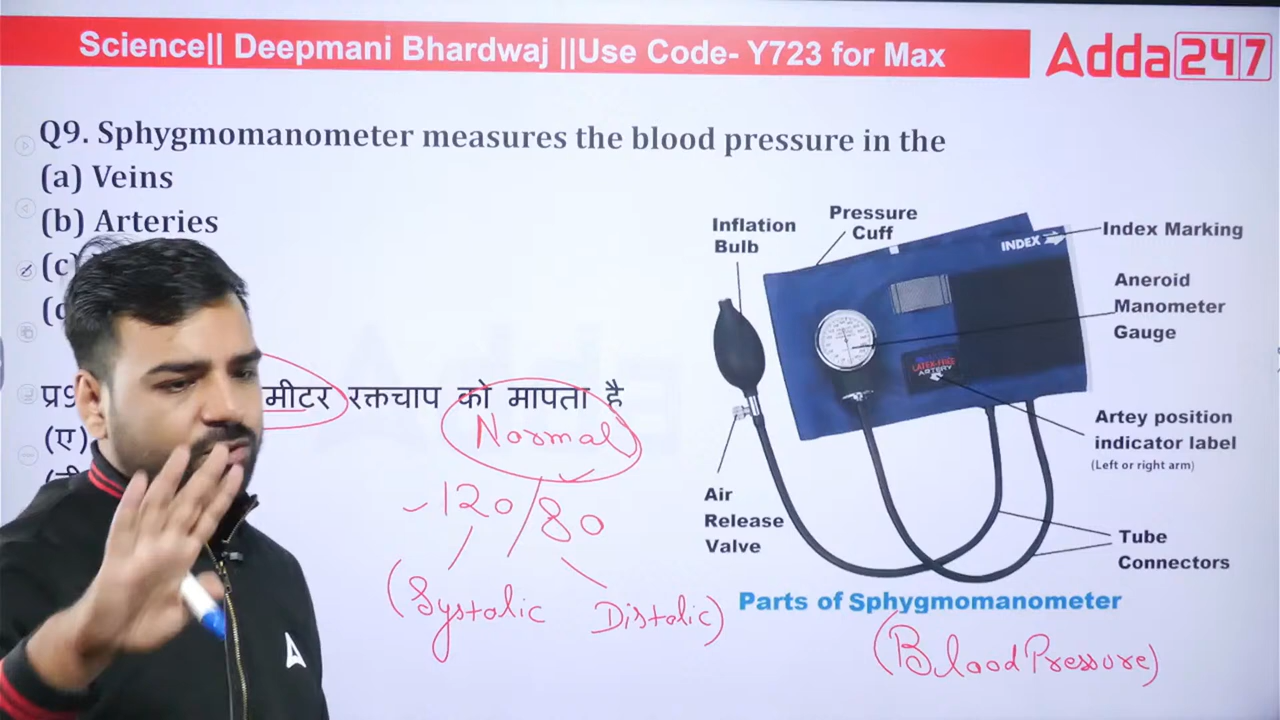 Science|| Deepmani Bhardwaj ||Use Code- Y723 for Max
Adda247
Q9. Sphygmomanometer measures the blood pressure in the
(a) Veins
(b) Arteries
(c)
प्र9
मीटर रक्तचाप को मापता है
(ए)
Normal
120/80
(Systolic Distolic)
Inflation
Bulb
Pressure
Cuff
INDEX
Index Marking
Aneroid
Manometer
Gauge
LATEX-FREE
ARTERY
Artey position
indicator label
(Left or right arm)
Air
Release
Valve
Tube
Connectors
Parts of Sphygmomanometer
(Blood Pressure)